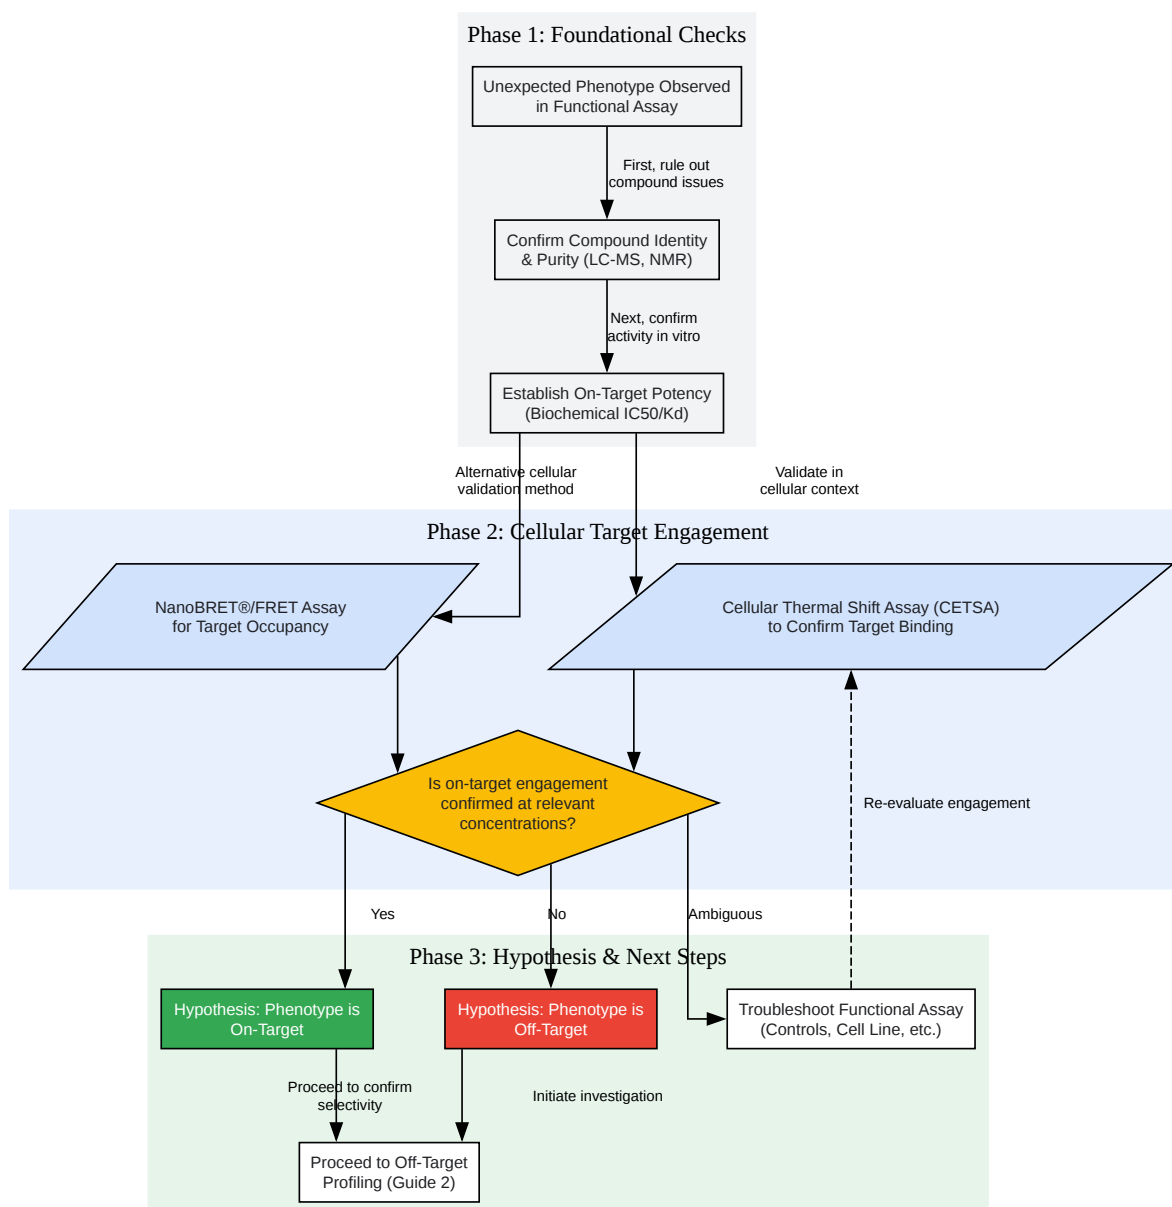 Phase 1: Foundational Checks
Unexpected Phenotype Observed
in Functional Assay
First, rule out
compound issues
Confirm Compound Identity
& Purity (LC-MS, NMR)
Next, confirm
activity in vitro
Establish On-Target Potency
(Biochemical IC50/Kd)
Alternative cellular
validation method
Validate in
cellular context
Phase 2: Cellular Target Engagement
NanoBRET®/FRET Assay
for Target Occupancy
Cellular Thermal Shift Assay (CETSA)
to Confirm Target Binding
Is on-target engagement
confirmed at relevant
concentrations?
Re-evaluate engagement
Yes
No
Ambiguous
Phase 3: Hypothesis & Next Steps
Hypothesis: Phenotype is
On-Target
Hypothesis: Phenotype is
Off-Target
Troubleshoot Functional Assay
(Controls, Cell Line, etc.)
Proceed to confirm
selectivity
Initiate investigation
Proceed to Off-Target
Profiling (Guide 2)